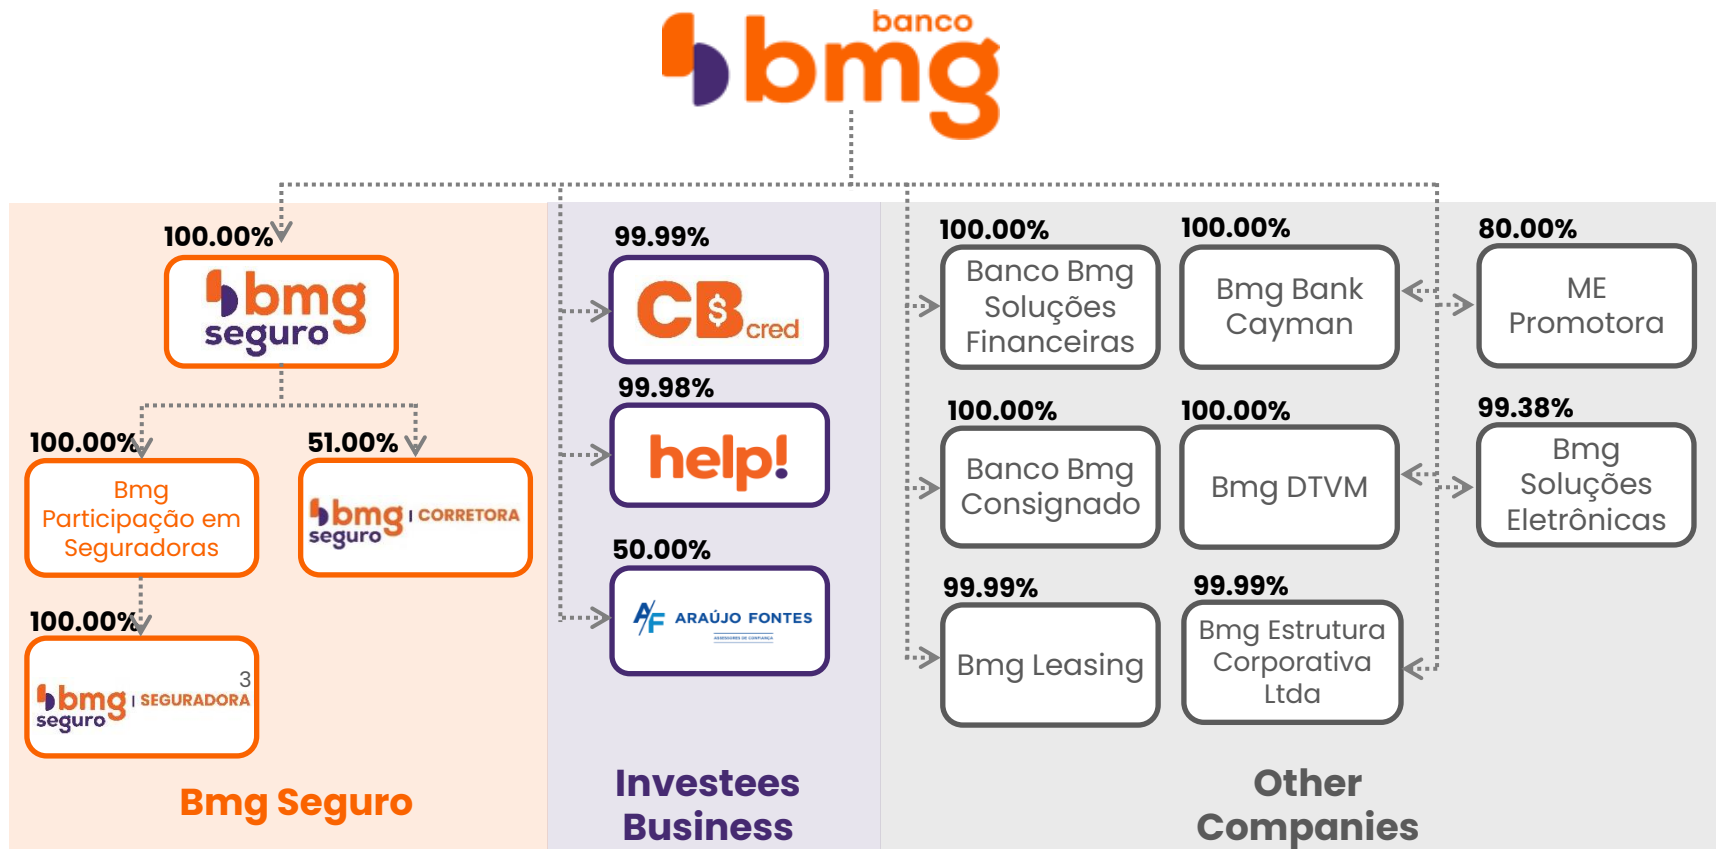 banco
bmg
100.00%
bmg
seguro
100.00%
Bmg
Participação em
Seguradoras
51.00%
bmg | CORRETORA
seguro
100.00%
3
bmg | SEGURADORA
seguro
Bmg Seguro
99.99%
CB$cred
99.98%
help!
50.00%
A/F ARAÚJO FONTES
ASSESSORES DE CONFIANÇA
Investees
Business
100.00%
Banco Bmg
Soluções
Financeiras
100.00%
Bmg Bank
Cayman
80.00%
ME
Promotora
100.00%
Banco Bmg
Consignado
100.00%
Bmg DTVM
99.38%
Bmg
Soluções
Eletrônicas
99.99%
Bmg Leasing
99.99%
Bmg Estrutura
Corporativa
Ltda
Other
Companies